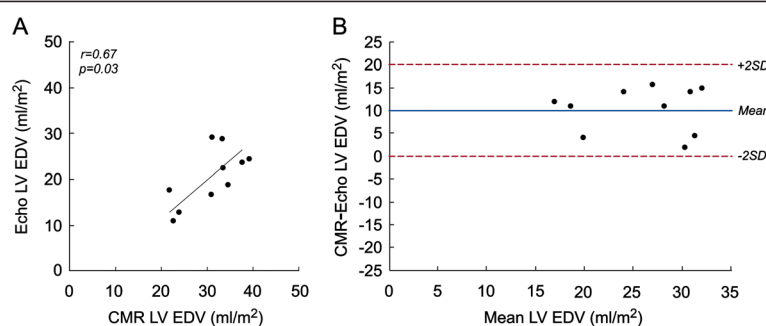 A
r=0.67
p=0.03
Echo LV EDV (ml/m²)
50
40
30
20
10
0
0 10 20 30 40 50
CMR LV EDV (ml/m²)
B
CMR-Echo LV EDV (ml/m²)
25
20
15
10
5
0
-5
-10
-15
-20
-25
+2SD
Mean
-2SD
0 5 10 15 20 25 30 35
Mean LV EDV (ml/m²)